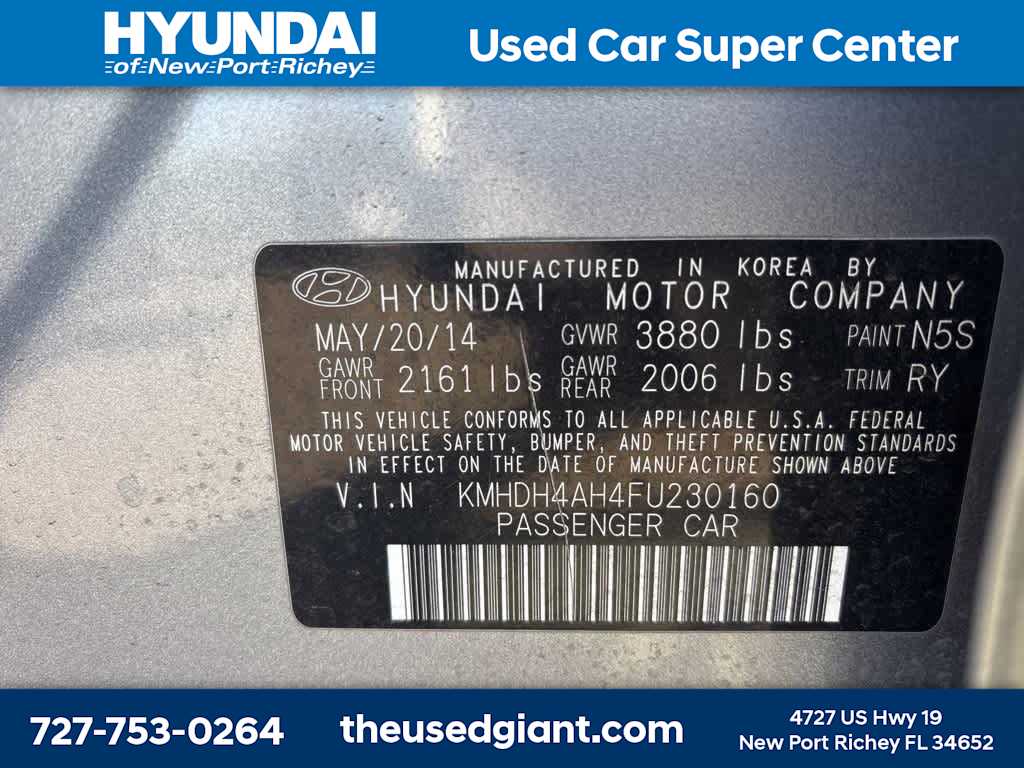 HYUNDAI
of New Port Richey
Used Car Super Center
MANUFACTURED IN KOREA BY
HYUNDAI MOTOR COMPANY
MAY/20/14 GVWR 3880 lbs PAINT N5S
GAWR FRONT 2161 lbs GAWR REAR 2006 lbs TRIM RY
THIS VEHICLE CONFORMS TO ALL APPLICABLE U.S.A. FEDERAL
MOTOR VEHICLE SAFETY, BUMPER, AND THEFT PREVENTION STANDARDS
IN EFFECT ON THE DATE OF MANUFACTURE SHOWN ABOVE
V.I.N KMHDH4AH4FU230160
PASSENGER CAR
727-753-0264
theusedgiant.com
4727 US Hwy 19
New Port Richey FL 34652